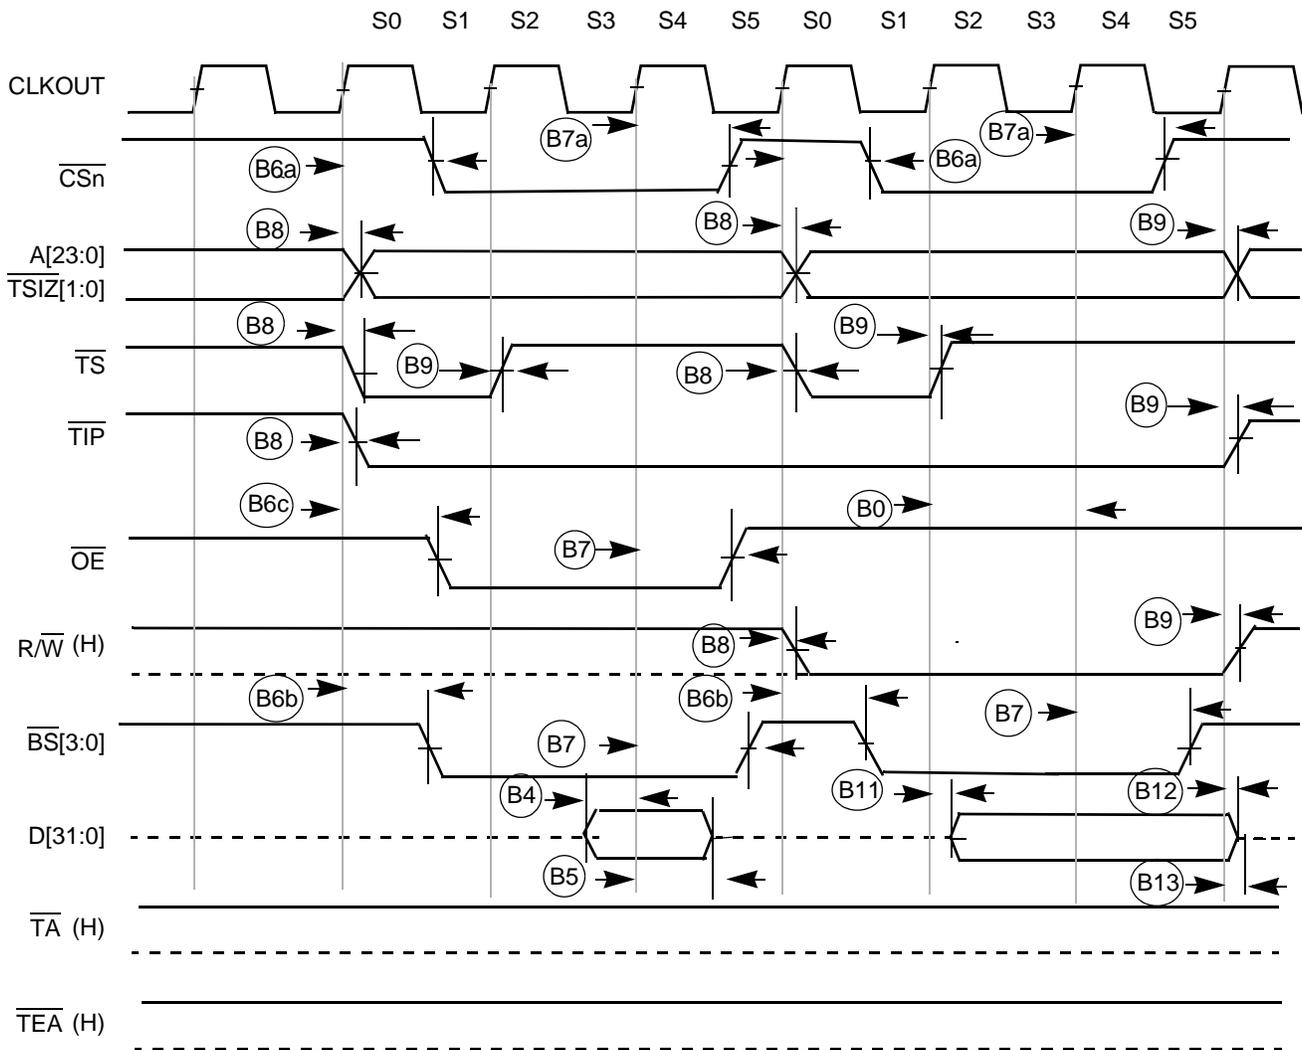 S0 S1 S2 S3 S4 S5 S0 S1 S2 S3 S4 S5
CLKOUT
B7a B7a
CSn B6a B6a
B8 B8 B9
A[23:0]
TSIZ[1:0]
B8 B9
TS B9 B8
B9
TIP B8
B6c B0
OE B7
B9
R/W (H) B8
B6b B6b
BS[3:0] B7 B7
B4 B11 B12
D[31:0]
B5 B13
TA (H)
TEA (H)